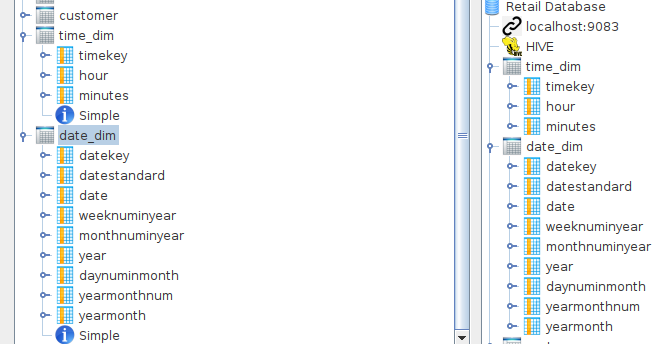 customer
time_dim
timekey
hour
minutes
Simple
date_dim
datekey
datestandard
date
weeknuminyear
monthnuminyear
year
daynuminmonth
yearmonthnum
yearmonth
Simple
Retail Database
localhost:9083
HIVE
time_dim
timekey
hour
minutes
date_dim
datekey
datestandard
date
weeknuminyear
monthnuminyear
year
daynuminmonth
yearmonthnum
yearmonth